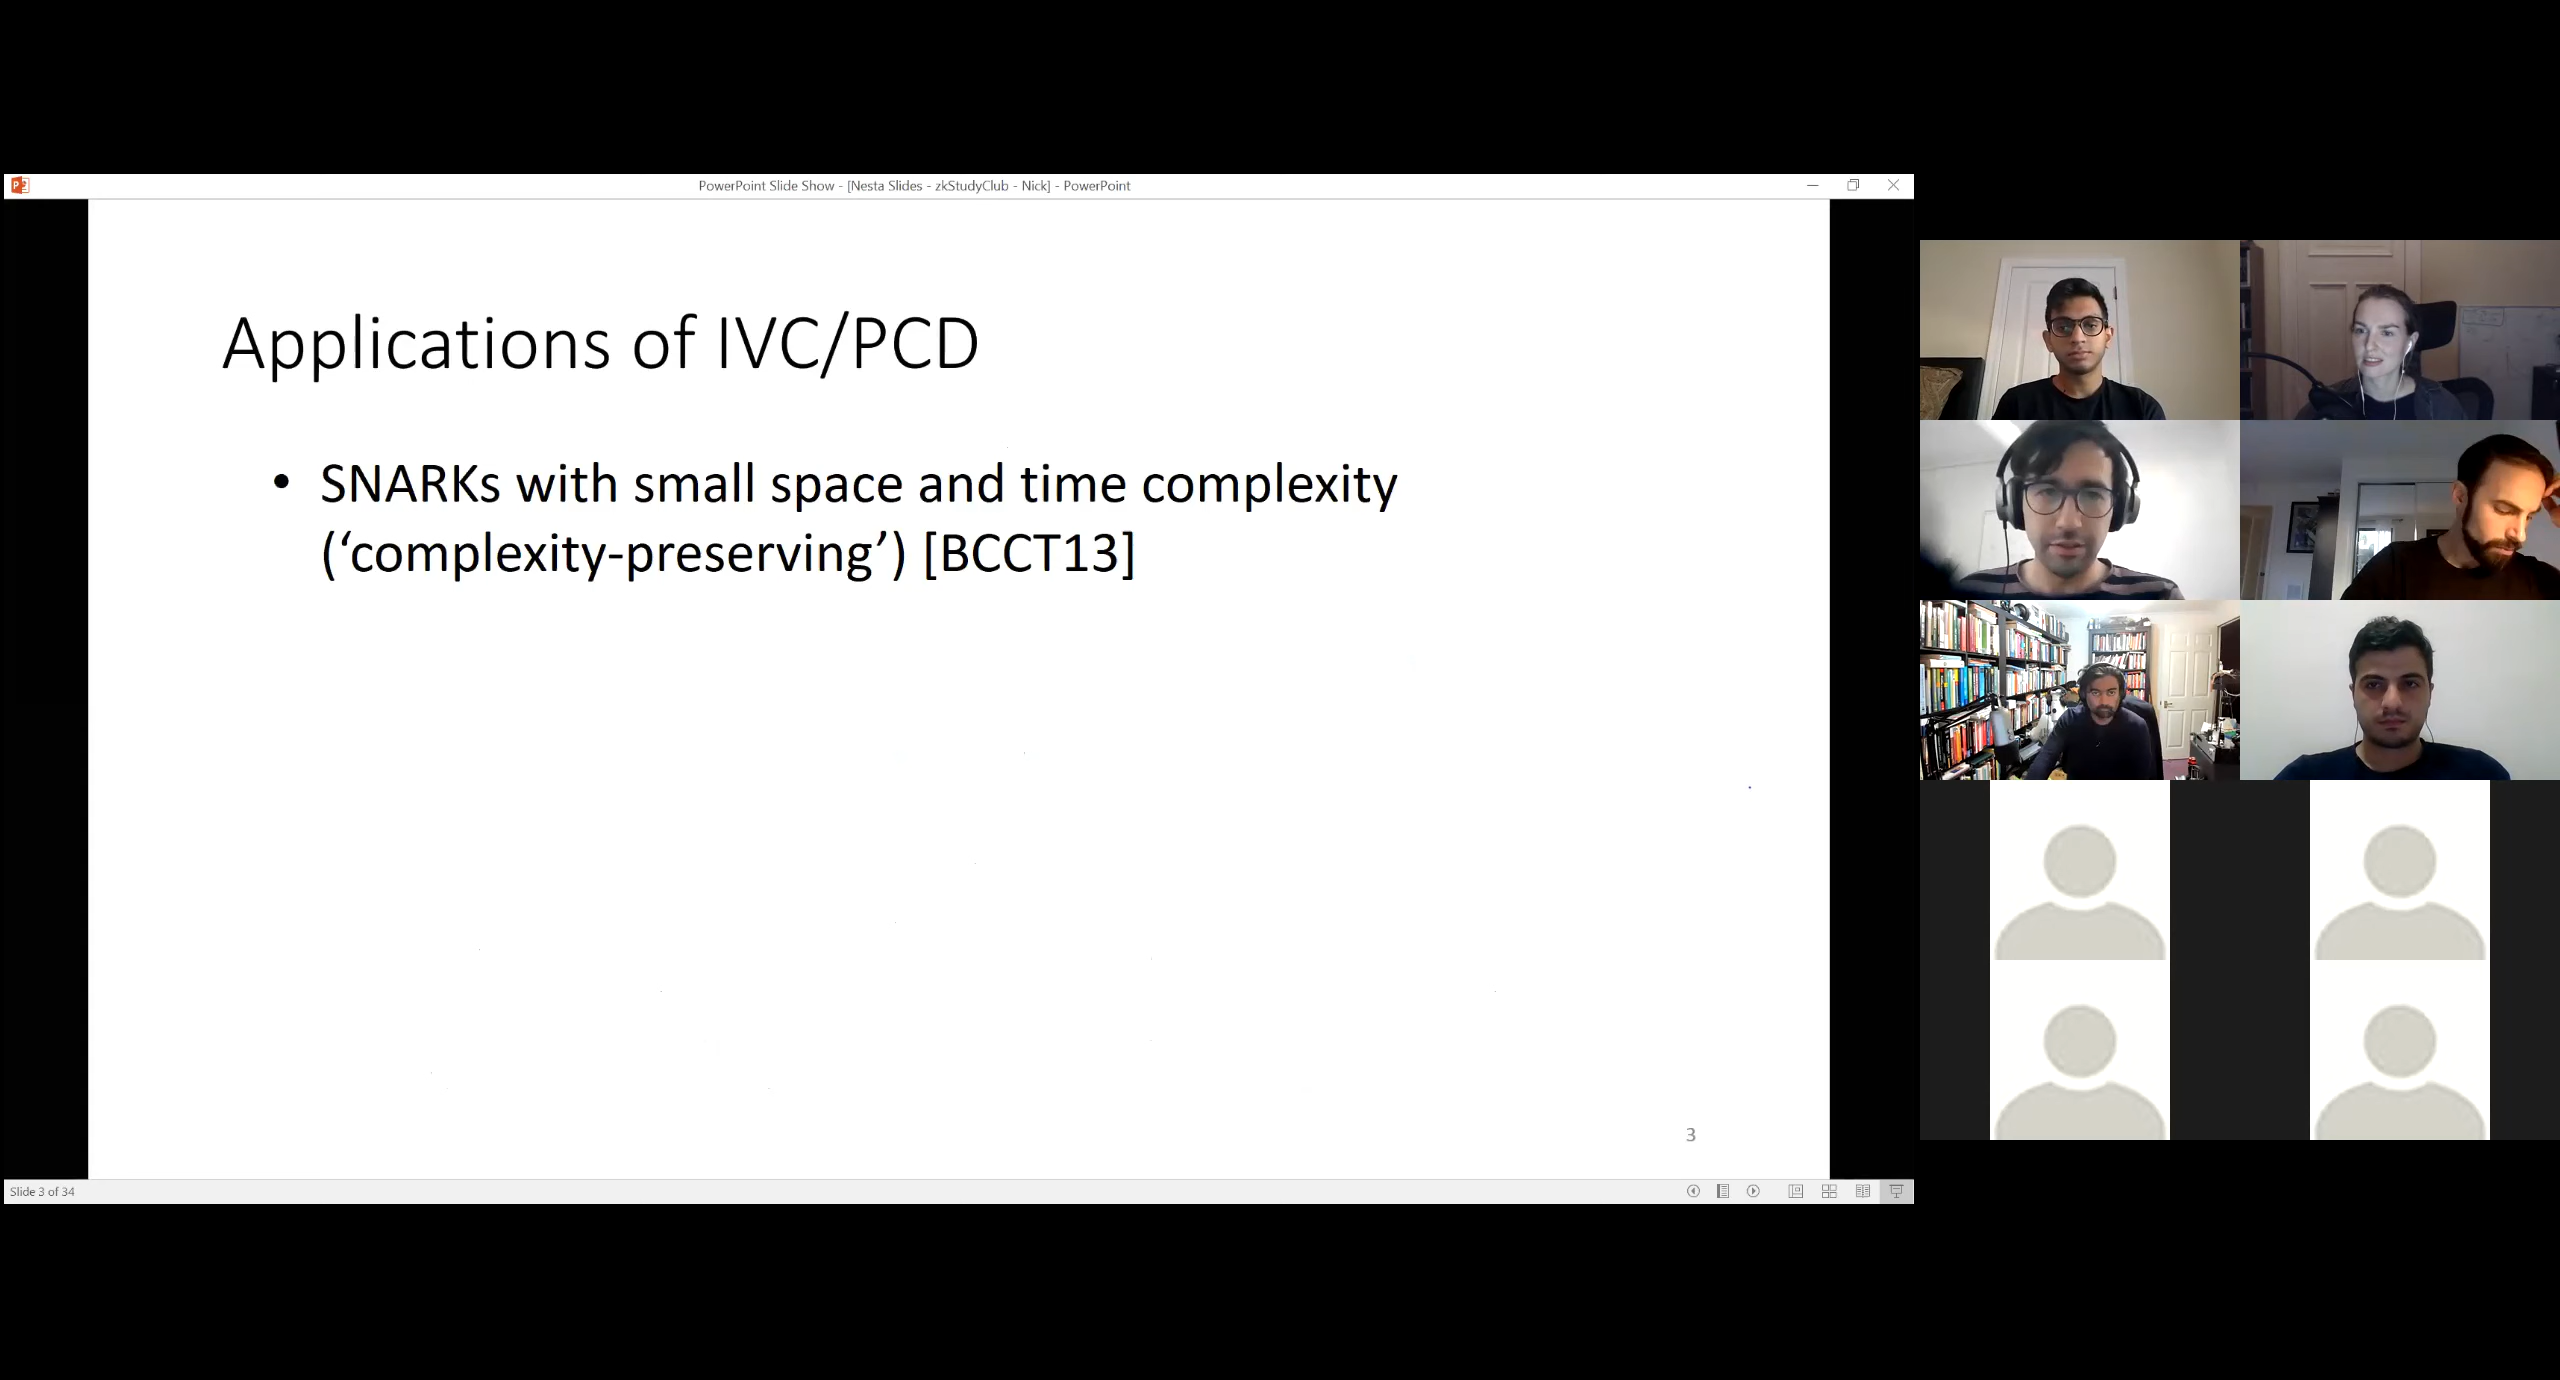 PowerPoint Slide Show - [Nesta Slides - zkStudyClub - Nick] - PowerPoint
Applications of IVC/PCD
• SNARKs with small space and time complexity
(‘complexity-preserving’) [BCCT13]
3
Slide 3 of 34